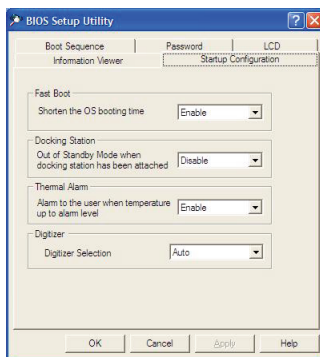 BIOS Setup Utility
Boot Sequence Password LCD
Information Viewer Startup Configuration
Fast Boot
Shorten the OS booting time Enable
Docking Station
Out of Standby Mode when
docking station has been attached Disable
Thermal Alarm
Alarm to the user when temperature
up to alarm level Enable
Digitizer
Digitizer Selection Auto
OK Cancel Apply Help